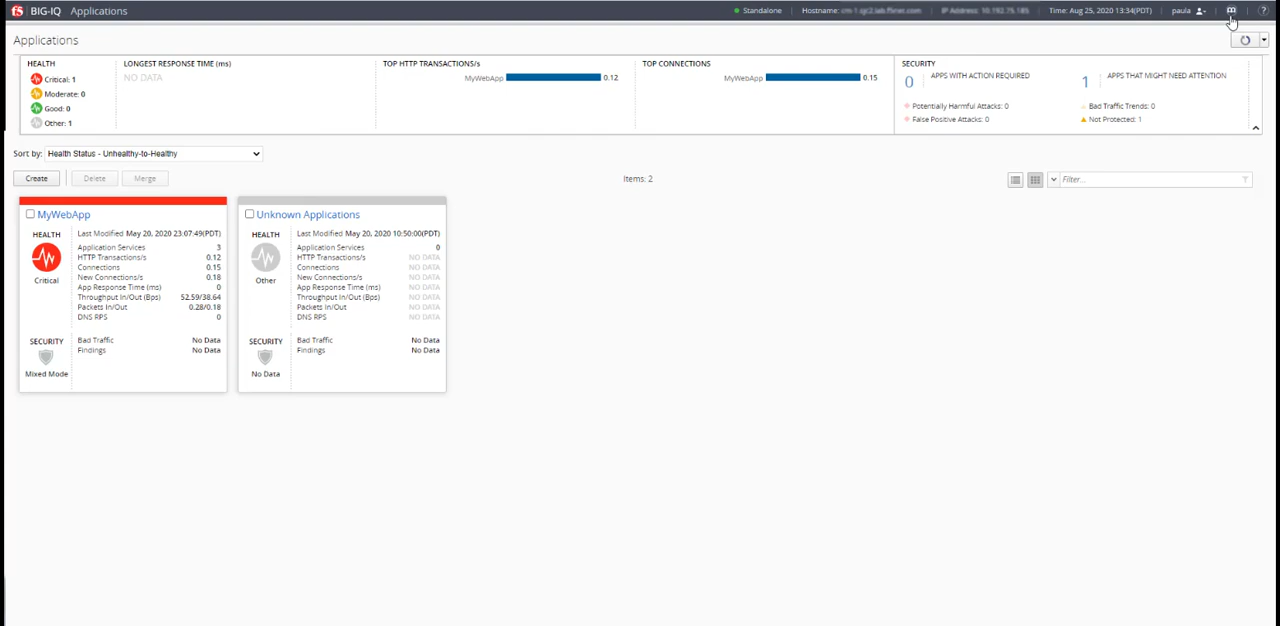 f5 BIG-IQ Applications Standalone Hostname: Time: Aug 25, 2020 13:34(PDT) paula ?
Applications
HEALTH LONGEST RESPONSE TIME (ms) TOP HTTP TRANSACTIONS/s TOP CONNECTIONS SECURITY
Critical: 1 NO DATA MyWebApp 0.12 MyWebApp 0.15 0 APPS WITH ACTION REQUIRED 1 APPS THAT MIGHT NEED ATTENTION
Moderate: 0
Good: 0 Potentially Harmful Attacks: 0 Bad Traffic Trends: 0
Other: 1 False Positive Attacks: 0 Not Protected: 1
Sort by: Health Status - Unhealthy-to-Healthy
Create Delete Merge Items: 2 Filter...
MyWebApp
HEALTH Last Modified May 20, 2020 23:07:49(PDT)
Application Services 3
HTTP Transactions/s 0.12
Connections 0.15
New Connections/s 0.18
Critical
App Response Time (ms) 0
Throughput In/Out (Bps) 52.59/38.64
Packets In/Out 0.28/0.18
DNS RPS 0
SECURITY Bad Traffic No Data
Findings No Data
Mixed Mode
Unknown Applications
HEALTH Last Modified May 20, 2020 10:50:00(PDT)
Application Services 0
HTTP Transactions/s NO DATA
Connections NO DATA
New Connections/s NO DATA
Other
App Response Time (ms) NO DATA
Throughput In/Out (Bps) NO DATA
Packets In/Out NO DATA
DNS RPS NO DATA
SECURITY Bad Traffic No Data
Findings No Data
No Data